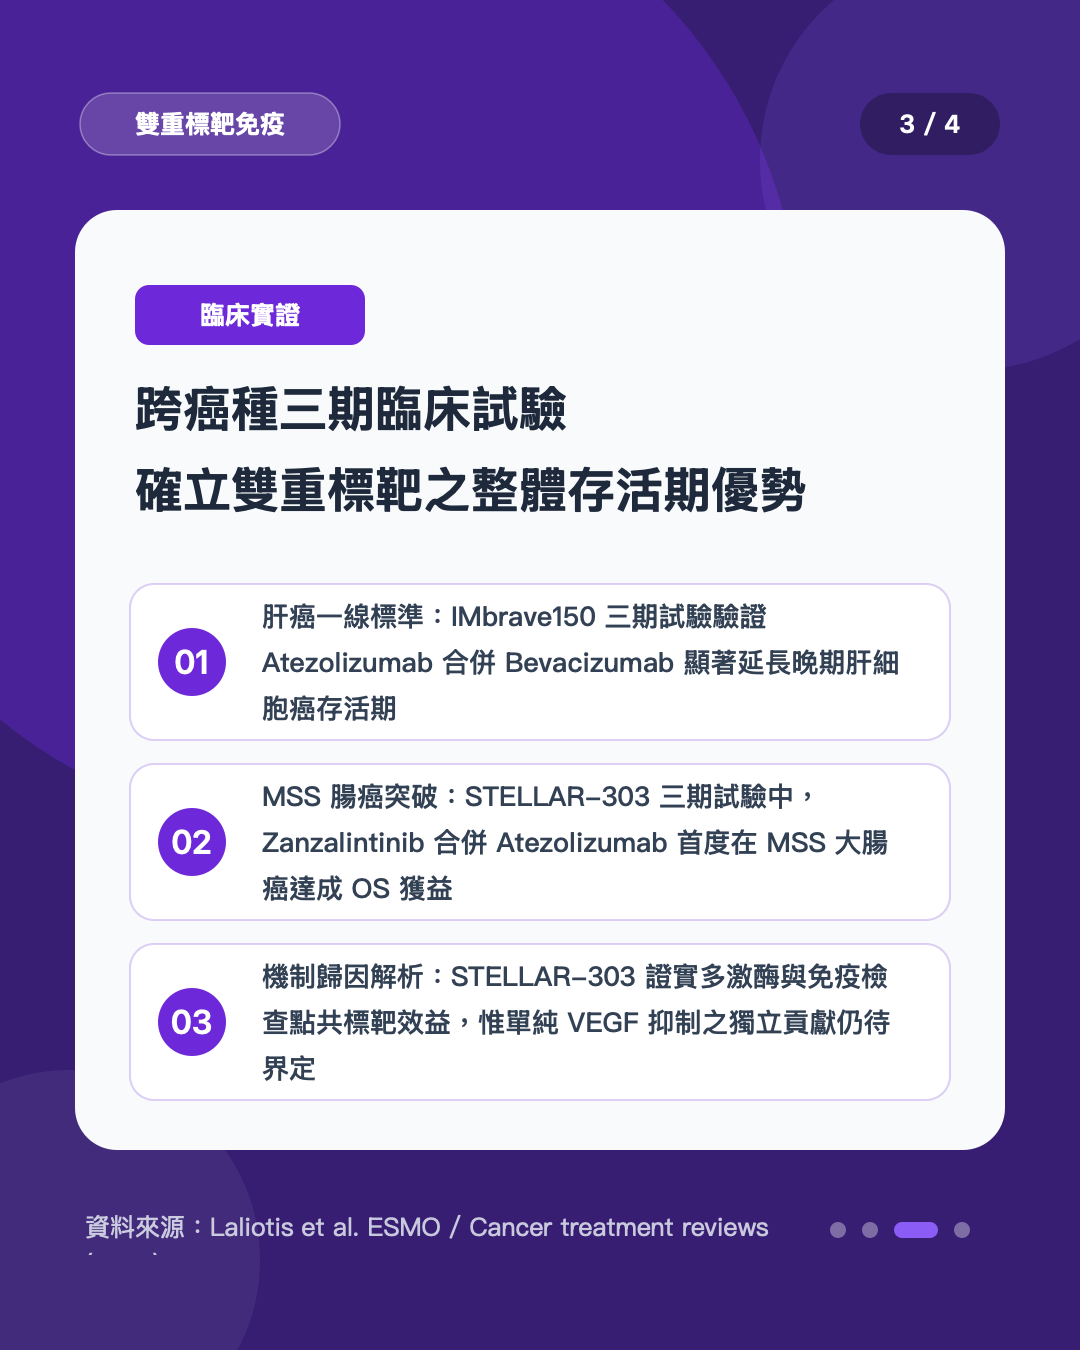 雙重標靶免疫
3 / 4
臨床實證
跨癌種三期臨床試驗
確立雙重標靶之整體存活期優勢
01
肝癌一線標準：IMbrave150 三期試驗驗證
Atezolizumab 合併 Bevacizumab 顯著延長晚期肝細
胞癌存活期
02
MSS 腸癌突破：STELLAR–303 三期試驗中，
Zanzalintinib 合併 Atezolizumab 首度在 MSS 大腸
癌達成 OS 獲益
03
機制歸因解析：STELLAR–303 證實多激酶與免疫檢
查點共標靶效益，惟單純 VEGF 抑制之獨立貢獻仍待
界定
資料來源：Laliotis et al. ESMO / Cancer treatment reviews